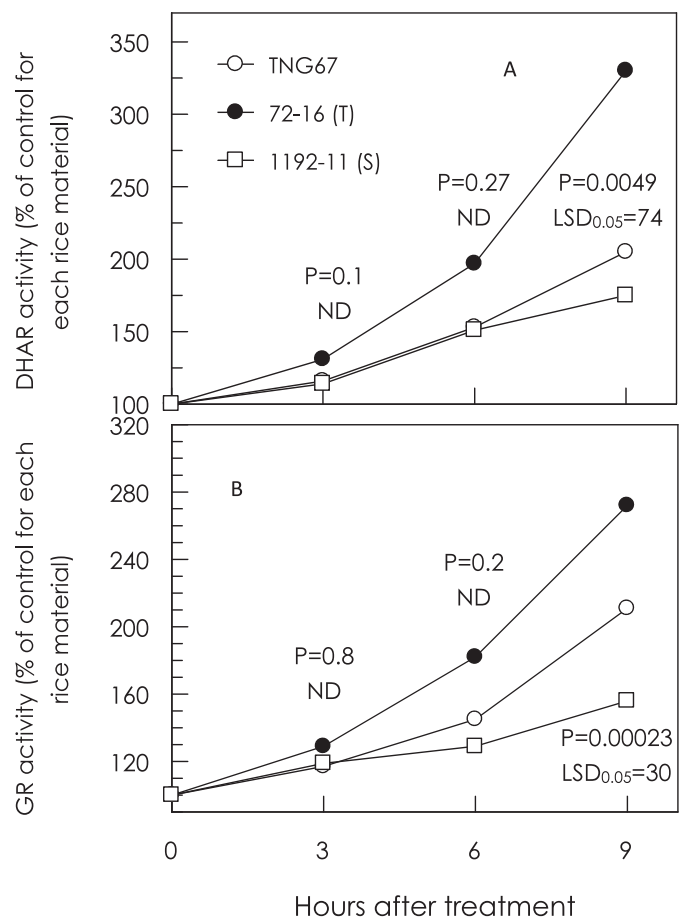 DHAR activity (% of control for
each rice material)
350
300
250
200
150
100
TNG67
72-16 (T)
1192-11 (S)
A
P=0.1
ND
P=0.27
ND
P=0.0049
LSD0.05=74
GR activity (% of control for each
rice material)
320
280
240
200
160
120
B
P=0.8
ND
P=0.2
ND
P=0.00023
LSD0.05=30
0 3 6 9
Hours after treatment